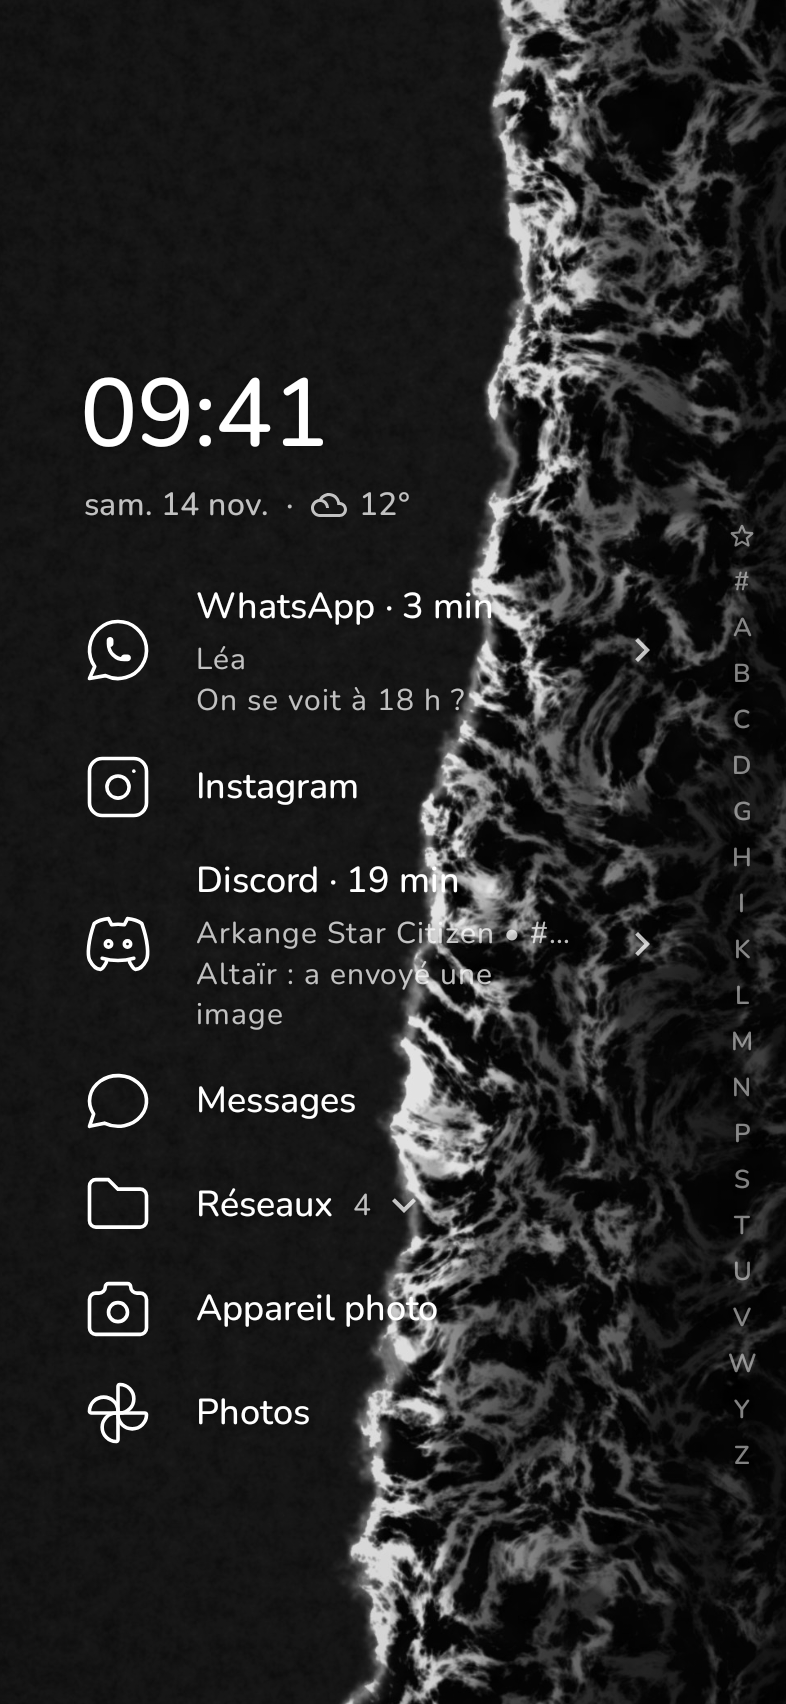 09:41
sam. 14 nov. · 12°
WhatsApp · 3 min
Léa
On se voit à 18 h ?
Instagram
Discord · 19 min
Arkange Star Citizen • #...
Altaïr : a envoyé une
image
Messages
Réseaux 4
Appareil photo
Photos
#
A
B
C
D
G
H
I
K
L
M
N
P
S
T
U
V
W
Y
Z